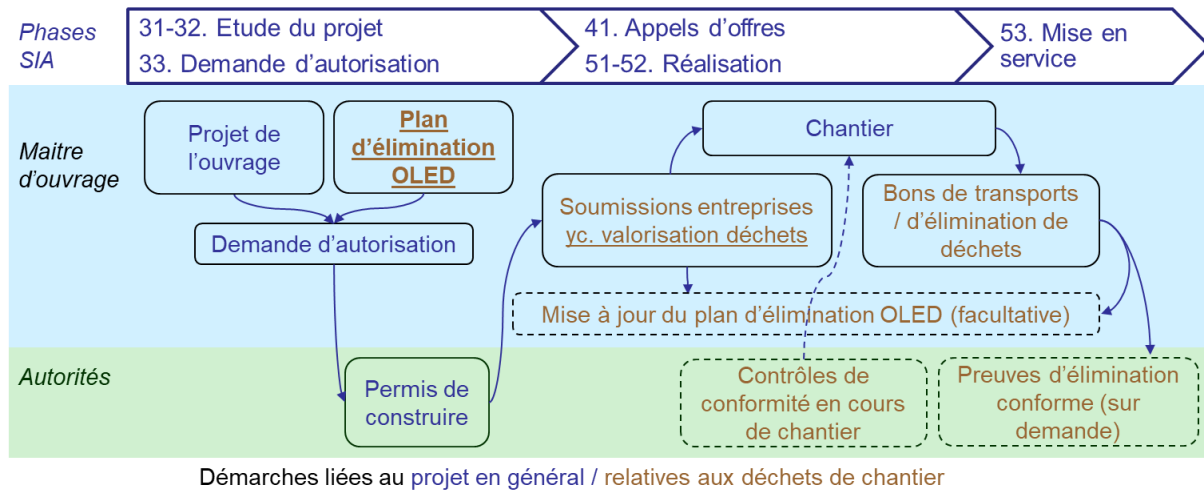 Phases
SIA
31-32. Etude du projet
33. Demande d'autorisation
41. Appels d'offres
51-52. Réalisation
53. Mise en
service
Maitre
d'ouvrage
Projet de
l'ouvrage
Plan
d'élimination
OLED
Demande d'autorisation
Chantier
Soumissions entreprises
yc. valorisation déchets
Bons de transports
/ d'élimination de
déchets
Mise à jour du plan d'élimination OLED (facultative)
Autorités
Permis de
construire
Contrôles de
conformité en cours
de chantier
Preuves d'élimination
conforme (sur
demande)
Démarches liées au projet en général / relatives aux déchets de chantier